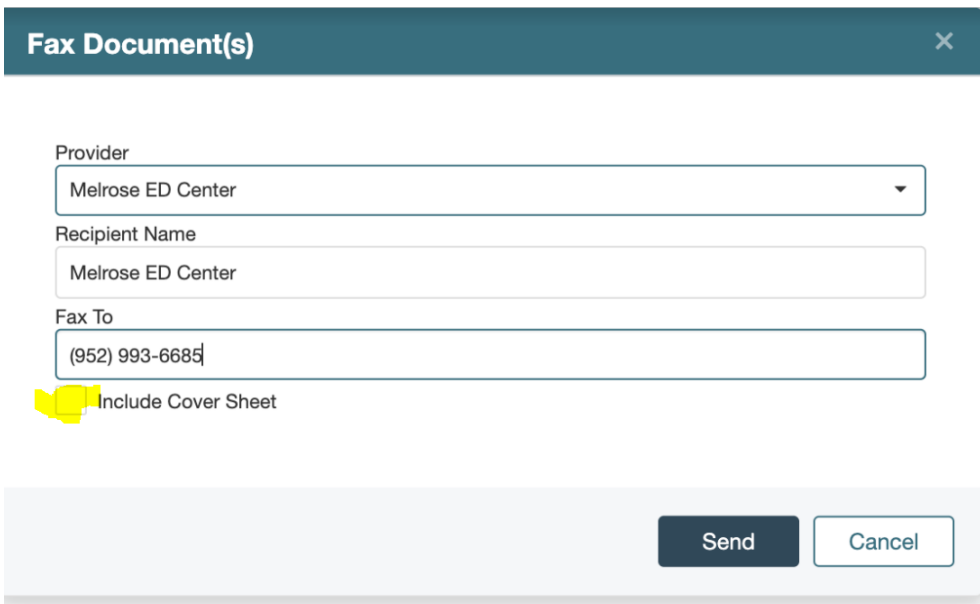 Fax Document(s)
Provider
Melrose ED Center
Recipient Name
Melrose ED Center
Fax To
(952) 993-6685
Include Cover Sheet
Send
Cancel